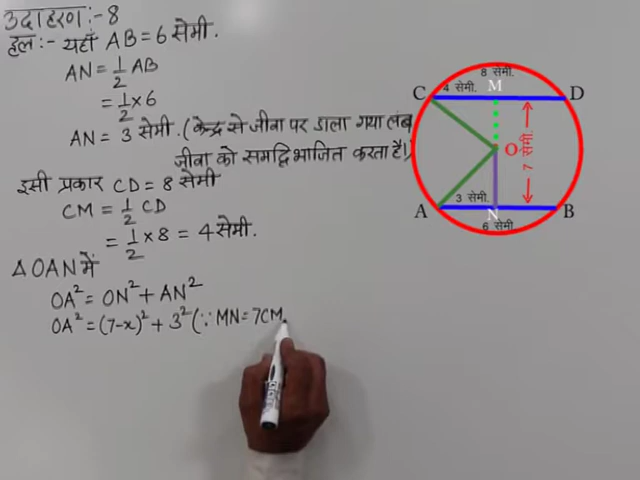 उदाहरण:-8
हल:- यहाँ AB = 6 सेमी.
AN = 1/2 AB
= 1/2 × 6
AN = 3 सेमी. (केन्द्र से जीवा पर डाला गया लंब
जीवा को समद्विभाजित करता है।)
इसी प्रकार CD = 8 सेमी
CM = 1/2 CD
= 1/2 × 8 = 4 सेमी.
△OAN में
OA² = ON² + AN²
OA² = (7-x)² + 3² (∵ MN = 7CM.
8 सेमी.
C 4 सेमी. M D
O 7 सेमी.
3 सेमी.
A N B
6 सेमी